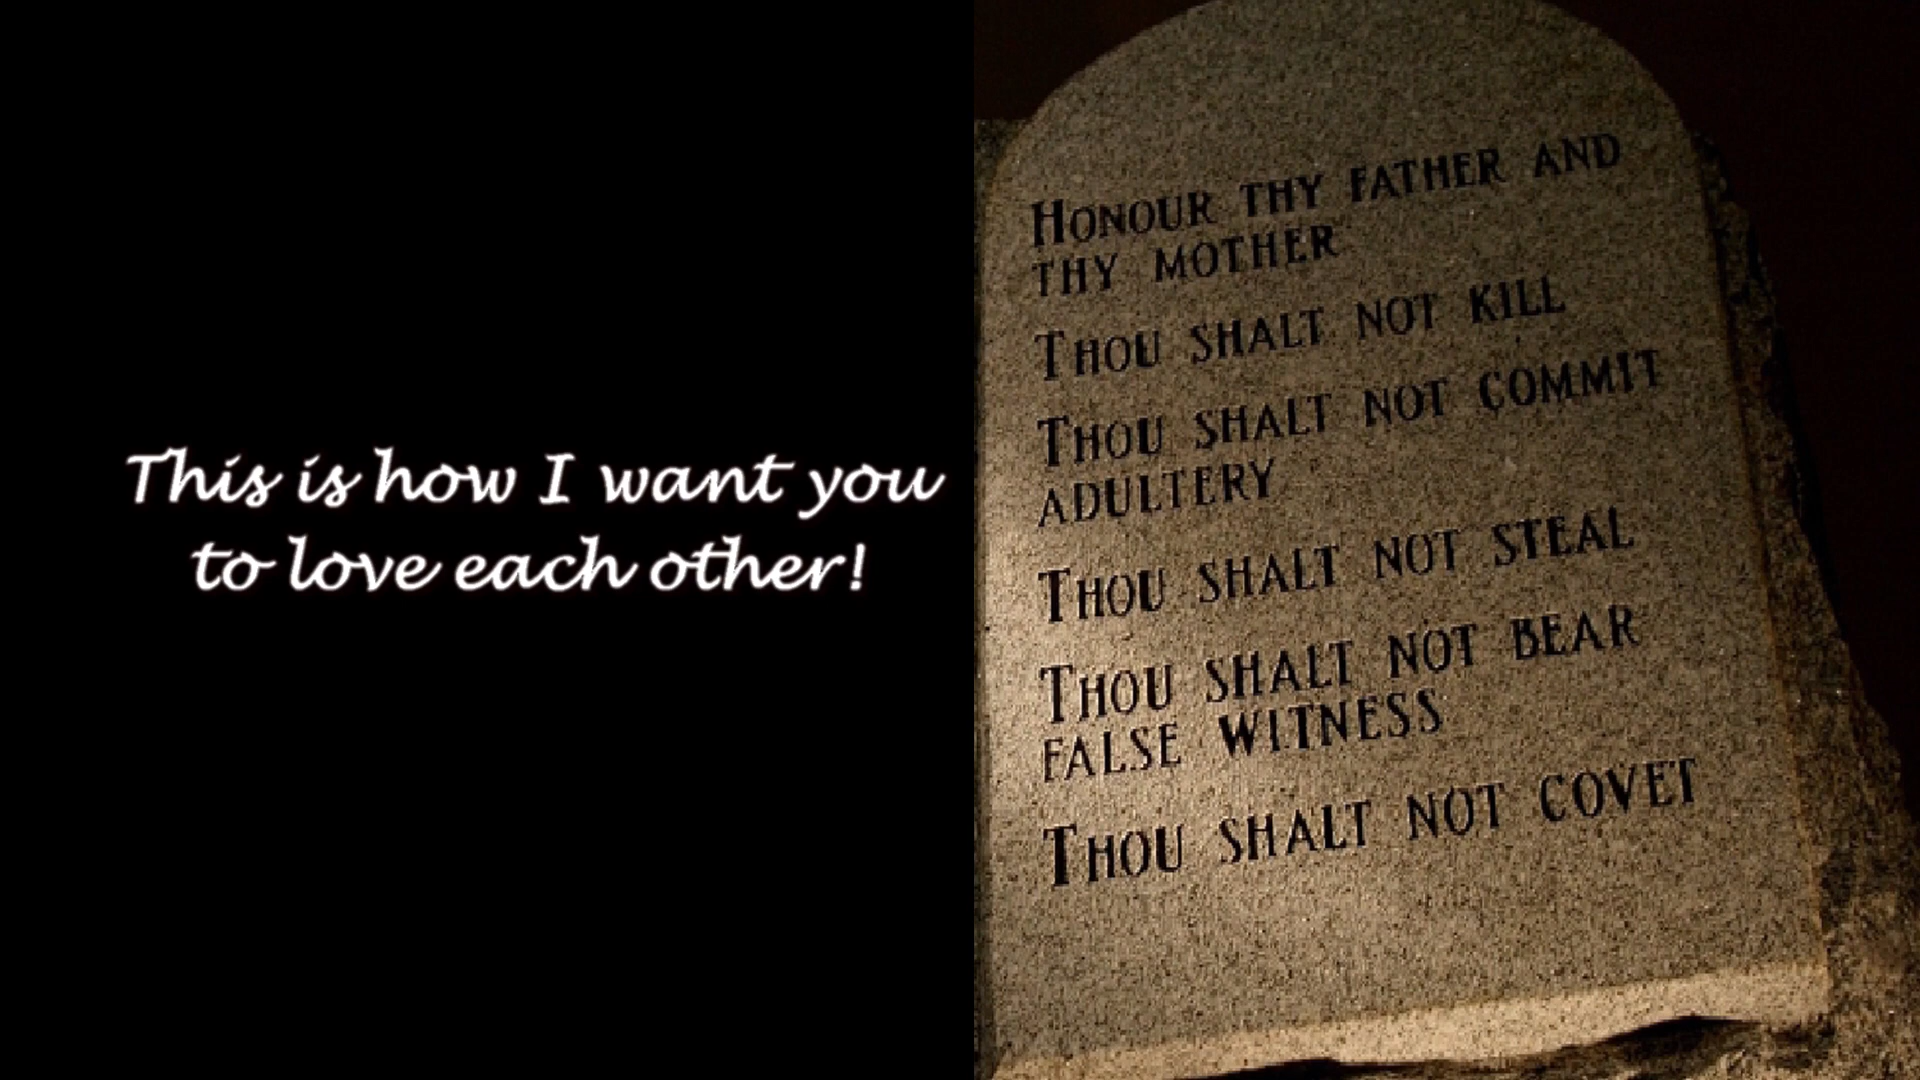 This is how I want you
to love each other!
HONOUR THY FATHER AND
THY MOTHER
THOU SHALT NOT KILL
THOU SHALT NOT COMMIT
ADULTERY
THOU SHALT NOT STEAL
THOU SHALT NOT BEAR
FALSE WITNESS
THOU SHALT NOT COVET